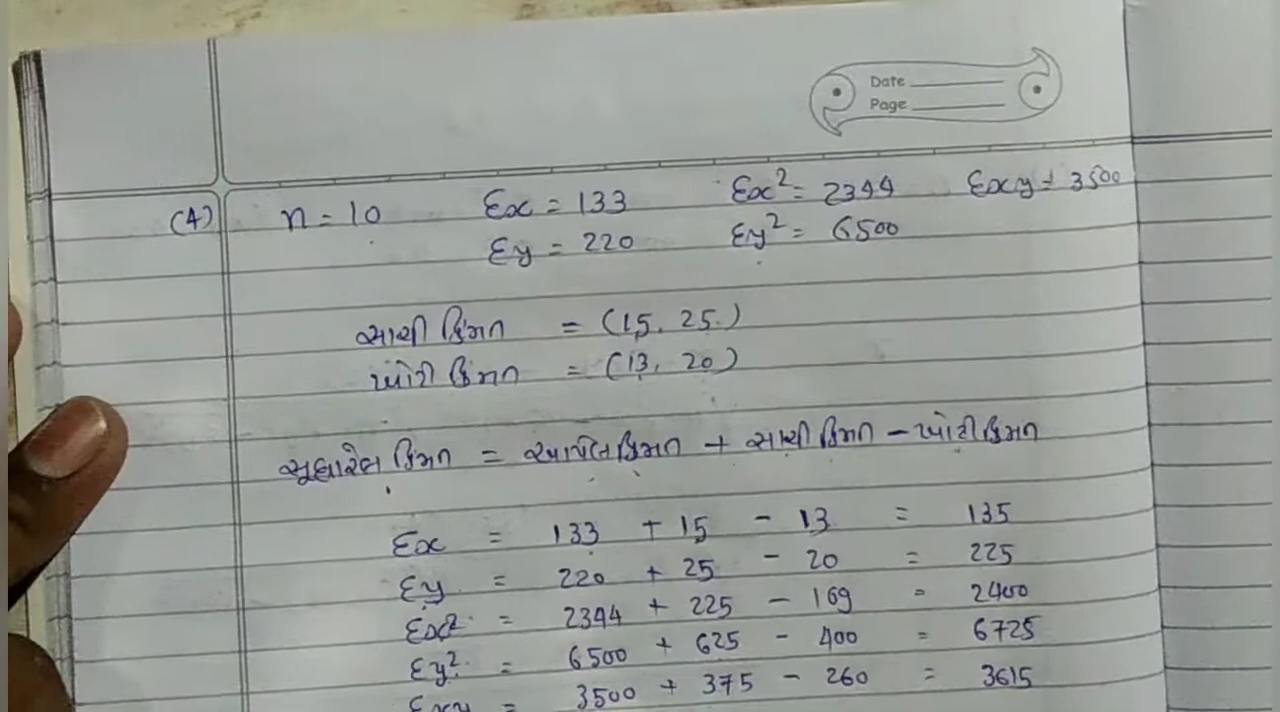 Date
Page
(4) n = 10 Σx = 133 Σx² = 2344 Σxy = 3500
Σy = 220 Σy² = 6500
સાચી કિંમત = (15, 25)
ખોટી કિંમત = (13, 20)
સુધારેલ કિંમત = આપેલ કિંમત + સાચી કિંમત - ખોટી કિંમત
Σx = 133 + 15 - 13 = 135
Σy = 220 + 25 - 20 = 225
Σx² = 2344 + 225 - 169 = 2400
Σy² = 6500 + 625 - 400 = 6725
Σxy = 3500 + 375 - 260 = 3615